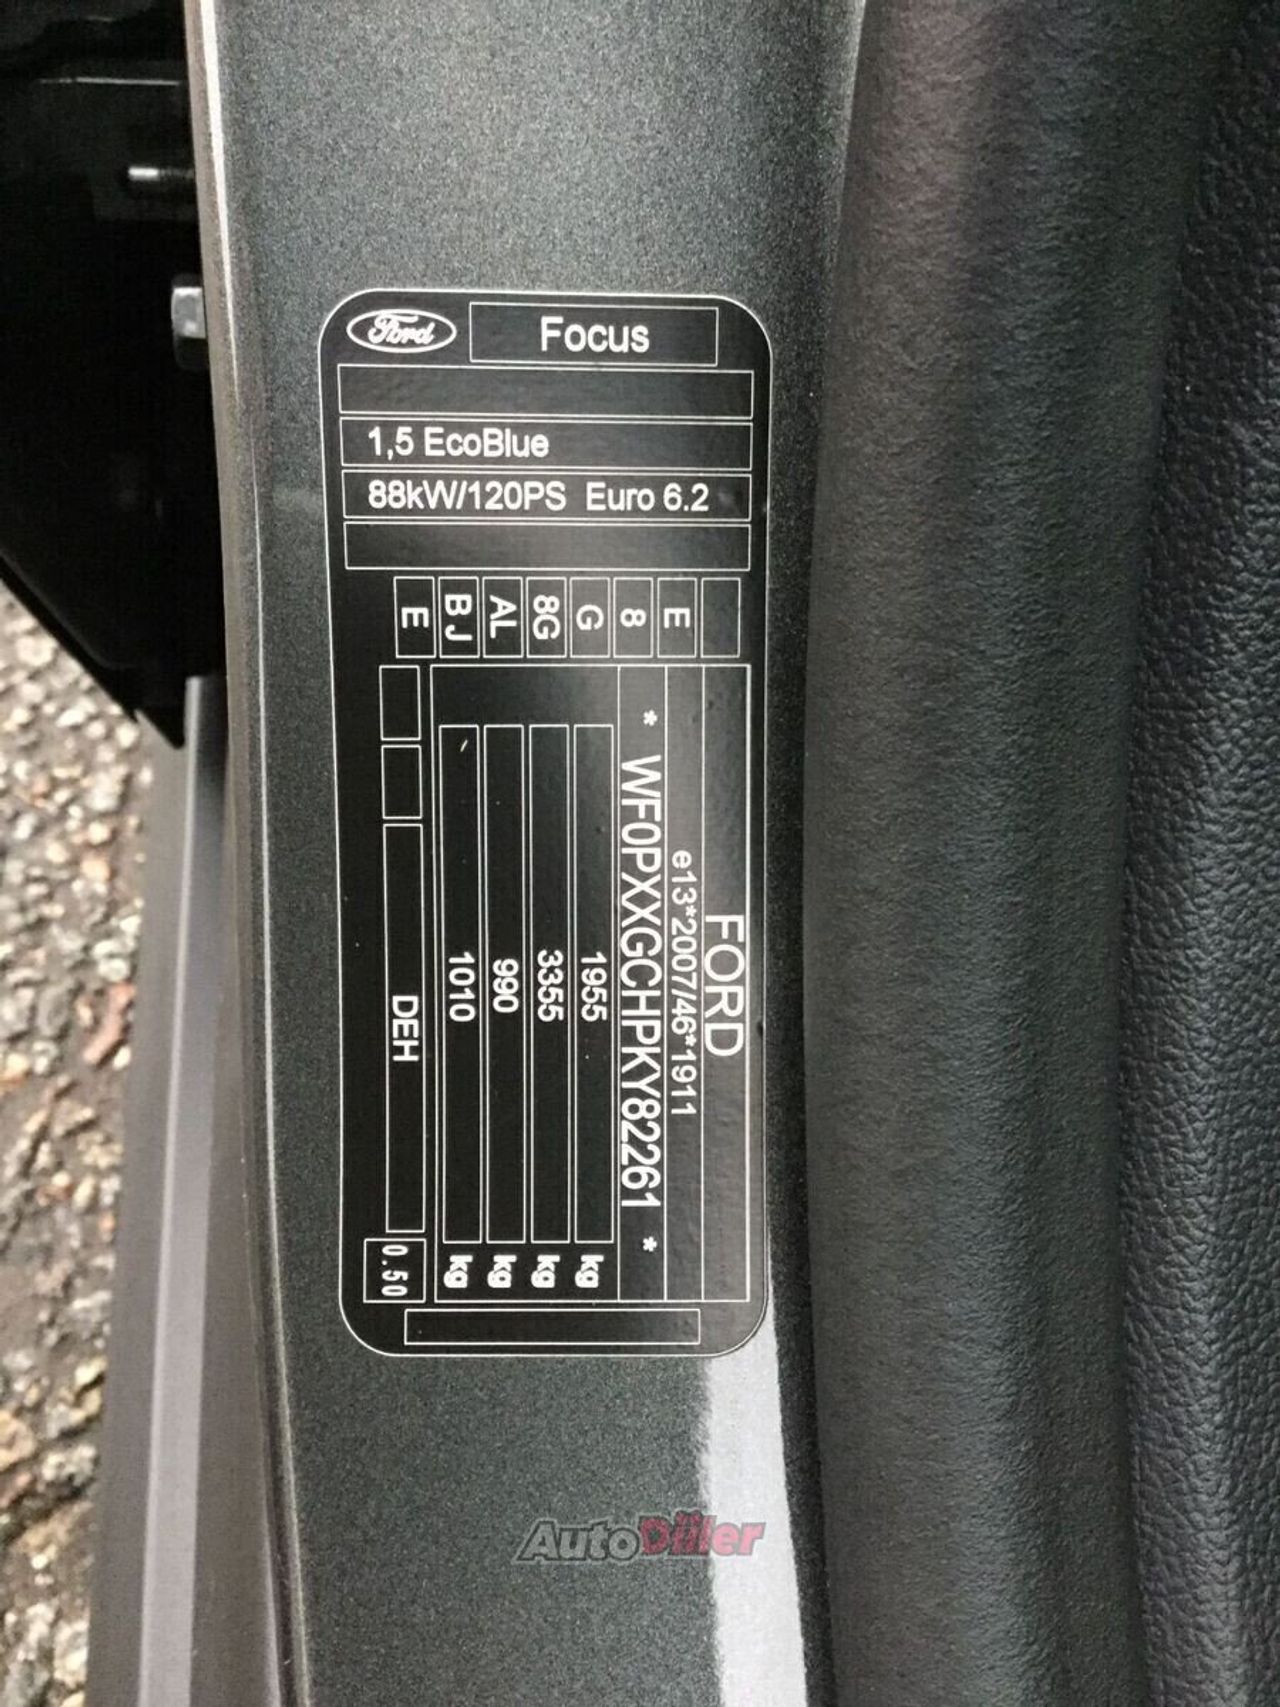 Ford
Focus
1,5 EcoBlue
88kW/120PS Euro 6.2
E
8
G
8G
AL
BJ
E
FORD
e13*2007/46*1911
* WF0PXXGCHPKY82261 *
1955 kg
3355 kg
990 kg
1010 kg
DEH
0.50
AutoDiler